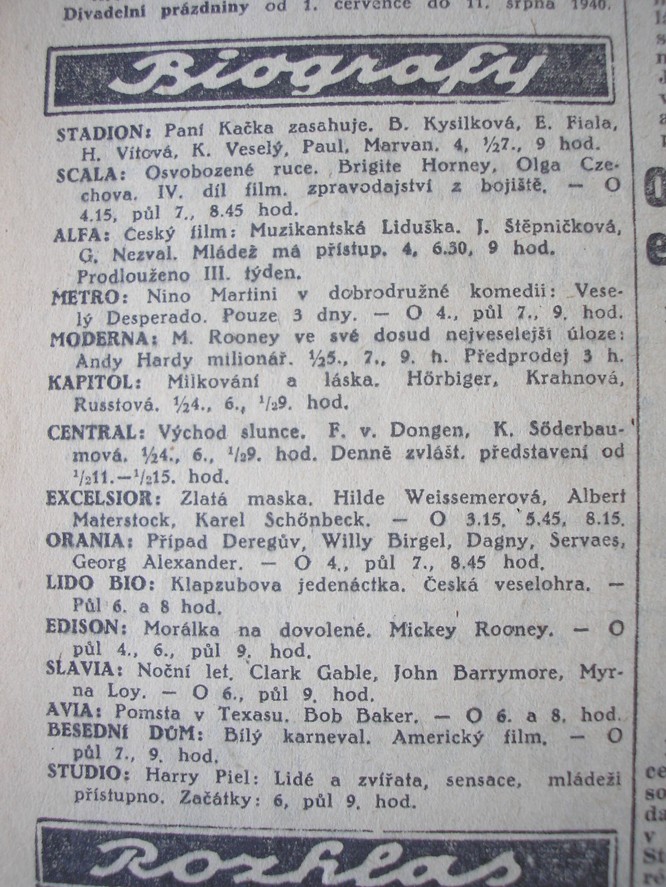 Divadelní prázdniny od 1. července do 11. srpna 1940.
Biografy
STADION: Paní Kačka zasahuje. B. Kysilková, E. Fiala,
H. Vítová, K. Veselý, Paul, Marvan. 4, ½7., 9 hod.
SCALA: Osvobozené ruce. Brigite Horney, Olga Cze-
chova. IV. díl film. zpravodajství z bojiště. — O
4.15, půl 7., 8.45 hod.
ALFA: Český film: Muzikantská Liduška. J. Štěpničková,
G. Nezval. Mládež má přístup. 4, 6.30, 9 hod.
Prodlouženo III. týden.
METRO: Nino Martini v dobrodružné komedii: Vese-
lý Desperado. Pouze 3 dny. — O 4., půl 7., 9. hod.
MODERNA: M. Rooney ve své dosud nejveselejší úloze:
Andy Hardy milionář. ½5., 7., 9. h. Předprodej 3 h.
KAPITOL: Milkování a láska. Hörbiger, Krahnová,
Russtová. ½4., 6., ½9. hod.
CENTRAL: Východ slunce. F. v. Dongen, K. Söderbau-
mová. ½4., 6., ½9. hod. Denně zvlášt. představení od
½11.—½15. hod.
EXCELSIOR: Zlatá maska. Hilde Weissemerová, Albert
Materstock, Karel Schönbeck. — O 3.15, 5.45, 8.15.
ORANIA: Případ Deregův, Willy Birgel, Dagny, Servaes,
Georg Alexander. — O 4., půl 7., 8.45 hod.
LIDO BIO: Klapzubova jedenáctka. Česká veselohra. —
Půl 6. a 8 hod.
EDISON: Morálka na dovolené. Mickey Rooney. — O
půl 4., 6., půl 9. hod.
SLAVIA: Noční let. Clark Gable, John Barrymore, Myr-
na Loy. — O 6., půl 9. hod.
AVIA: Pomsta v Texasu. Bob Baker. — O 6. a 8. hod.
BESEDNÍ DŮM: Bílý karneval. Americký film. — O
půl 7., 9. hod.
STUDIO: Harry Piel: Lidé a zvířata, sensace, mládeži
přístupno. Začátky: 6, půl 9. hod.
Rozhlas